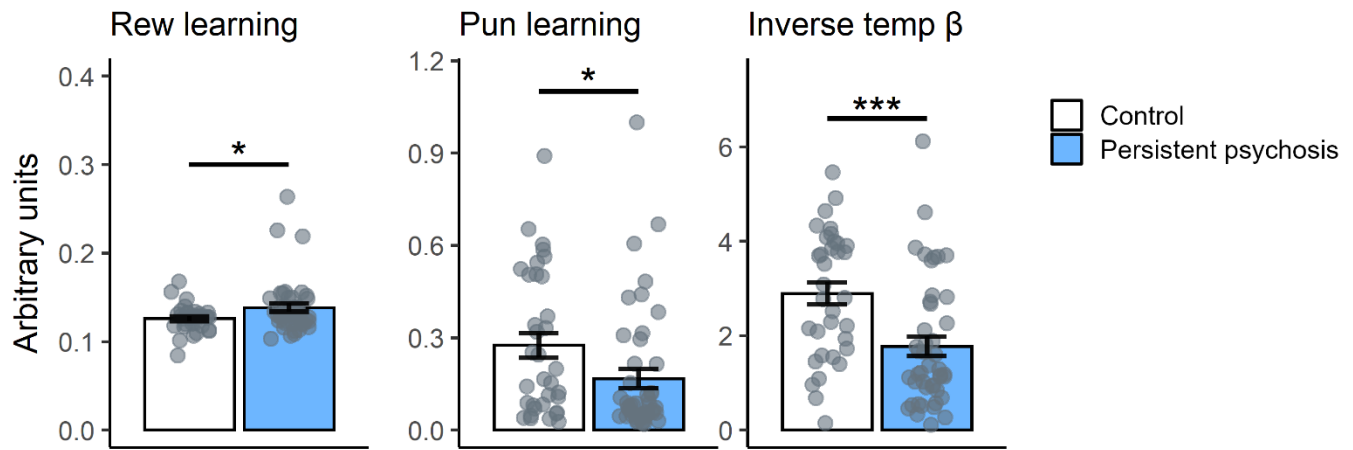 Rew learning
Pun learning
Inverse temp β
Arbitrary units
0.4
0.3
0.2
0.1
0.0
*
1.2
0.9
0.6
0.3
0.0
*
6
4
2
0
***
Control
Persistent psychosis